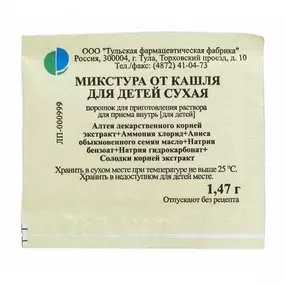 ООО "Тульская фармацевтическая фабрика"
Россия, 300004, г. Тула, Торховский проезд, д. 10
Тел./факс: (4872) 41-04-73
МИКСТУРА ОТ КАШЛЯ
ДЛЯ ДЕТЕЙ СУХАЯ
порошок для приготовления раствора
для приема внутрь [для детей]
Алтея лекарственного корней
экстракт+Аммония хлорид+Аниса
обыкновенного семян масло+Натрия
бензоат+Натрия гидрокарбонат+
Солодки корней экстракт
Хранить в сухом месте при температуре не выше 25 °С.
Хранить в недоступном для детей месте.
1,47 г
Отпускают без рецепта
ЛП-000999